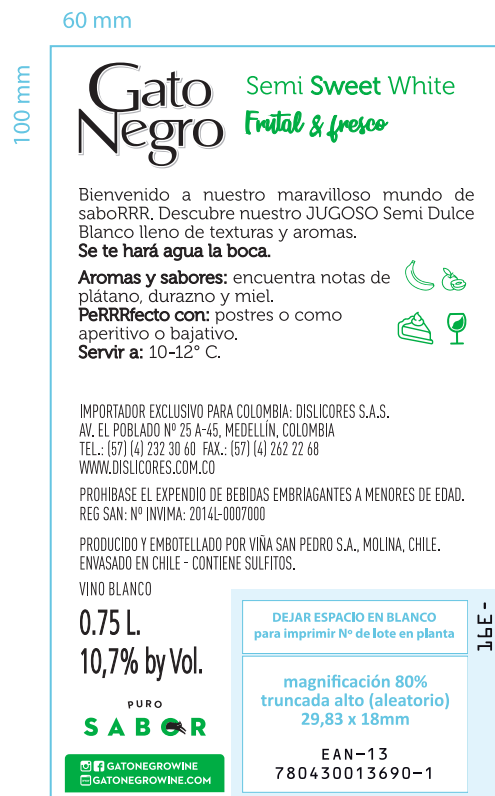 60 mm
100 mm
Gato
Negro
Semi Sweet White
Frutal & fresco
Bienvenido a nuestro maravilloso mundo de
saboRRR. Descubre nuestro JUGOSO Semi Dulce
Blanco lleno de texturas y aromas.
Se te hará agua la boca.
Aromas y sabores: encuentra notas de
plátano, durazno y miel.
PeRRRfecto con: postres o como
aperitivo o bajativo.
Servir a: 10-12° C.
IMPORTADOR EXCLUSIVO PARA COLOMBIA: DISLICORES S.A.S.
AV. EL POBLADO Nº 25 A-45, MEDELLÍN, COLOMBIA
TEL.: (57) (4) 232 30 60 FAX.: (57) (4) 262 22 68
WWW.DISLICORES.COM.CO
PROHIBASE EL EXPENDIO DE BEBIDAS EMBRIAGANTES A MENORES DE EDAD.
REG SAN: Nº INVIMA: 2014L-0007000
PRODUCIDO Y EMBOTELLADO POR VIÑA SAN PEDRO S.A., MOLINA, CHILE.
ENVASADO EN CHILE - CONTIENE SULFITOS.
VINO BLANCO
0.75 L.
10,7% by Vol.
PURO
SABOR
GATONEGROWINE
GATONEGROWINE.COM
DEJAR ESPACIO EN BLANCO
para imprimir Nº de lote en planta
magnificación 80%
truncada alto (aleatorio)
29,83 x 18mm
EAN-13
780430013690-1
16E-